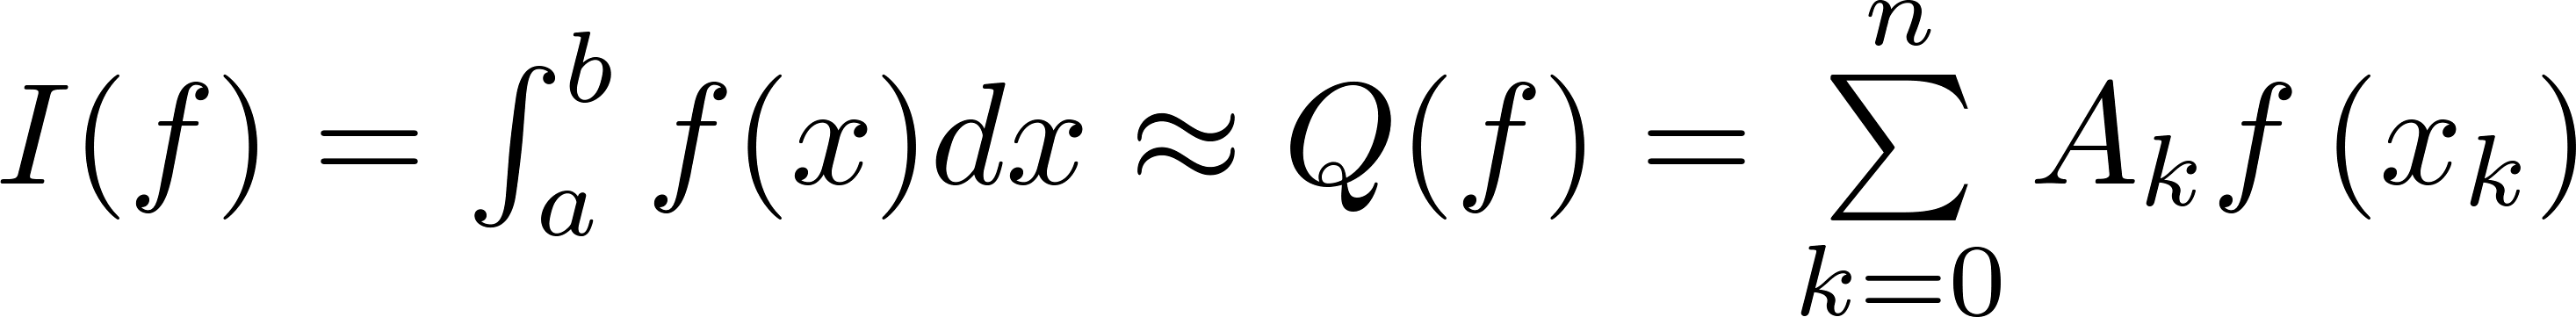 I(f) = ∫_a^b f(x)dx ≈ Q(f) = ∑_{k=0}^n A_k f(x_k)